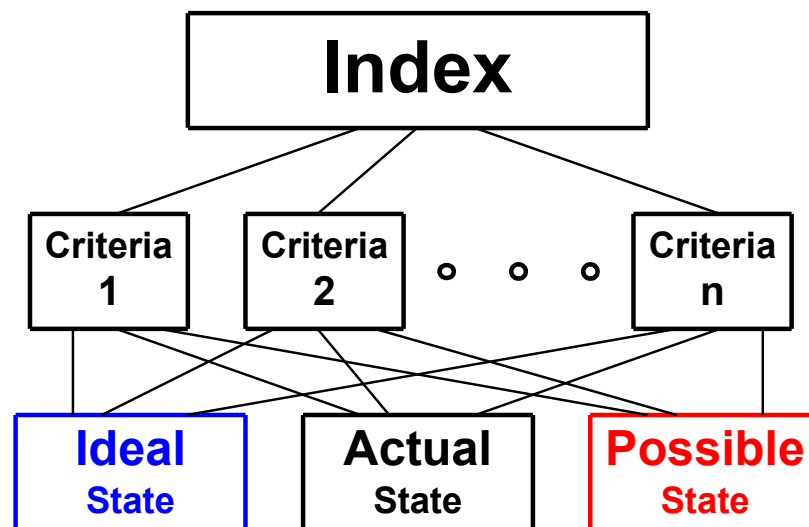 Index
Criteria
1
Criteria
2
Criteria
n
Ideal
State
Actual
State
Possible
State